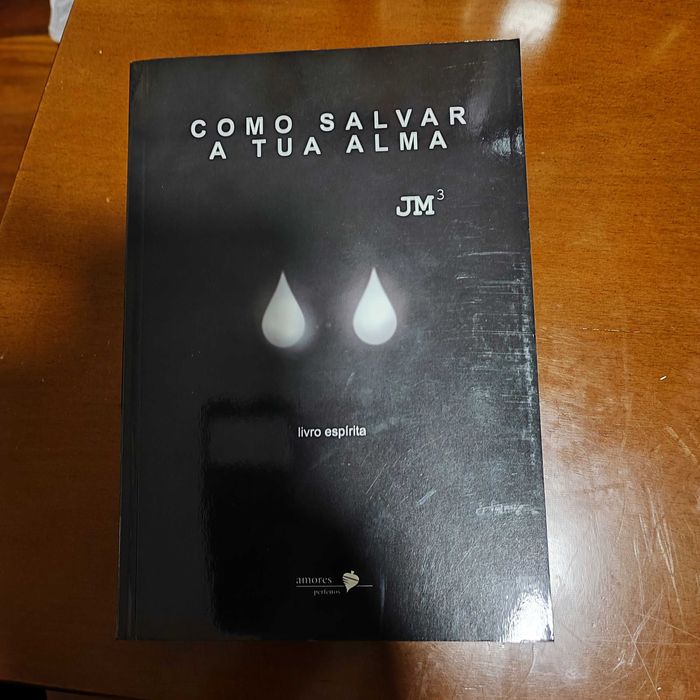 COMO SALVAR
A TUA ALMA
JM³
livro espírita
amores
perfeitos